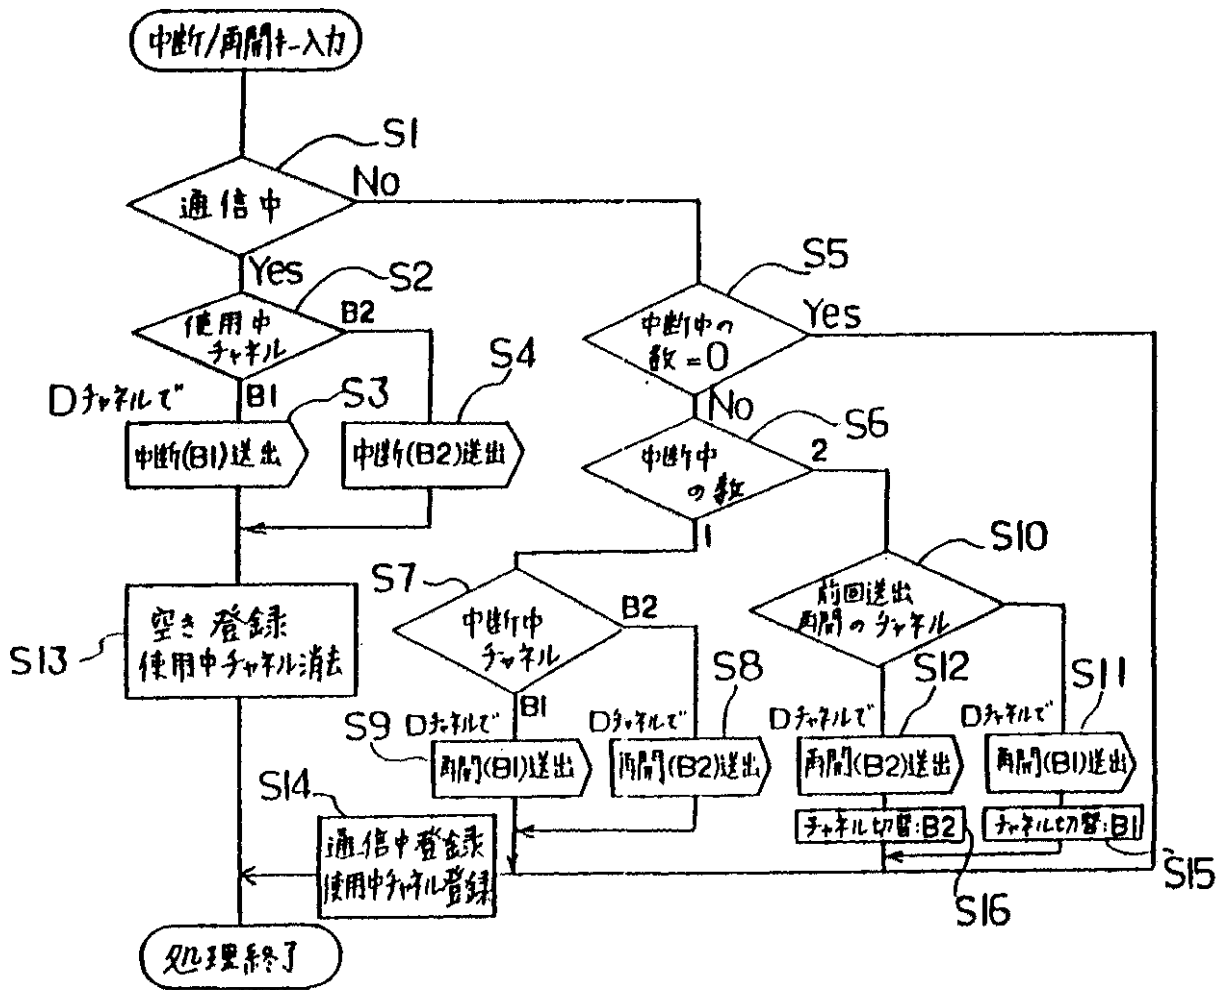 中断/再開キー入力
S1
通信中
No
Yes
S2
使用中
チャネル
B2
B1
Dチャネルで
S3
中断(B1)送出
S4
中断(B2)送出
S5
中断中の
数=0
Yes
No
S6
中断中
の数
2
1
S7
中断中
チャネル
B2
B1
S10
前回送出
再開のチャネル
S9
Dチャネルで
再開(B1)送出
Dチャネルで
S8
再開(B2)送出
Dチャネルで
S12
再開(B2)送出
Dチャネルで
S11
再開(B1)送出
チャネル切替:B2
S16
チャネル切替:B1
S15
S13
空き登録
使用中チャネル消去
S14
通信中登録
使用中チャネル登録
処理終了